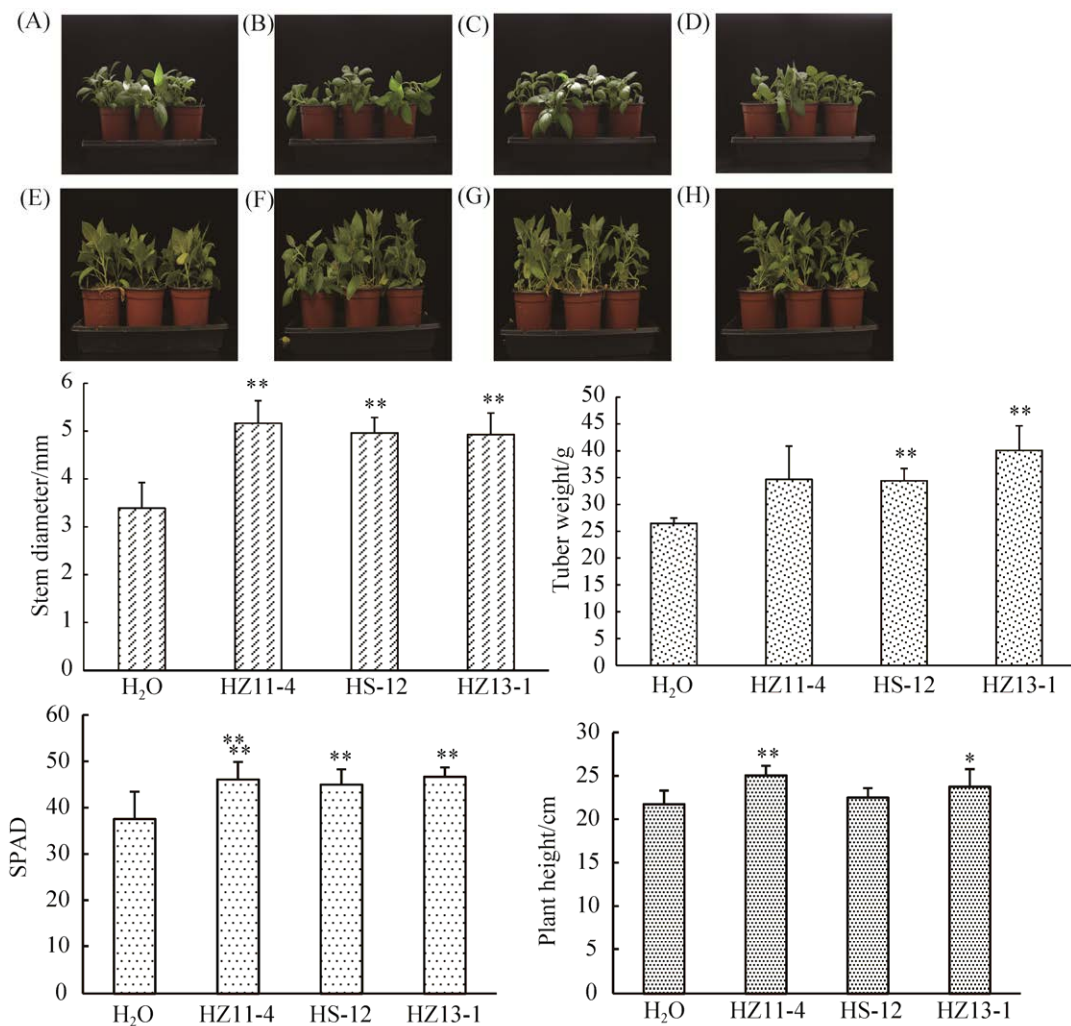 (A)
(B)
(C)
(D)
(E)
(F)
(G)
(H)
Stem diameter/mm
6
5
4
3
2
1
0
**
**
**
H₂O
HZ11-4
HS-12
HZ13-1
Tuber weight/g
50
45
40
35
30
25
20
15
10
5
0
**
**
H₂O
HZ11-4
HS-12
HZ13-1
SPAD
60
50
40
30
20
10
0
**
**
**
**
H₂O
HZ11-4
HS-12
HZ13-1
Plant height/cm
30
25
20
15
10
5
0
**
*
H₂O
HZ11-4
HS-12
HZ13-1